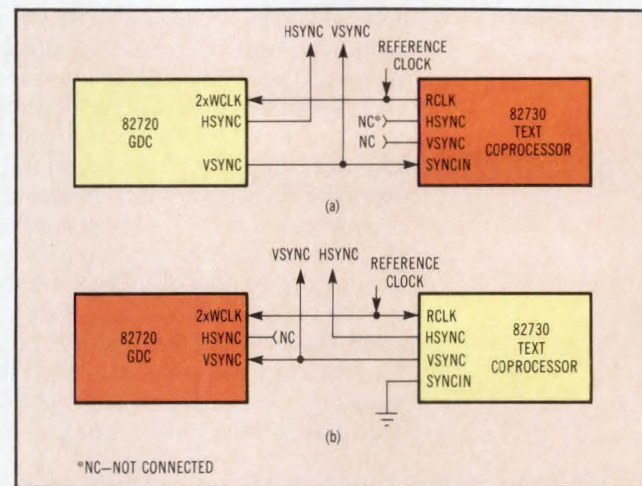 HSYNC VSYNC
REFERENCE
CLOCK
82720
GDC
2xWCLK
HSYNC
VSYNC
RCLK
NC* HSYNC
NC VSYNC
SYNCIN
82730
TEXT
COPROCESSOR
(a)
VSYNC HSYNC
REFERENCE
CLOCK
82720
GDC
2xWCLK
HSYNC NC
VSYNC
RCLK
HSYNC
VSYNC
SYNCIN
82730
TEXT
COPROCESSOR
(b)
*NC—NOT CONNECTED